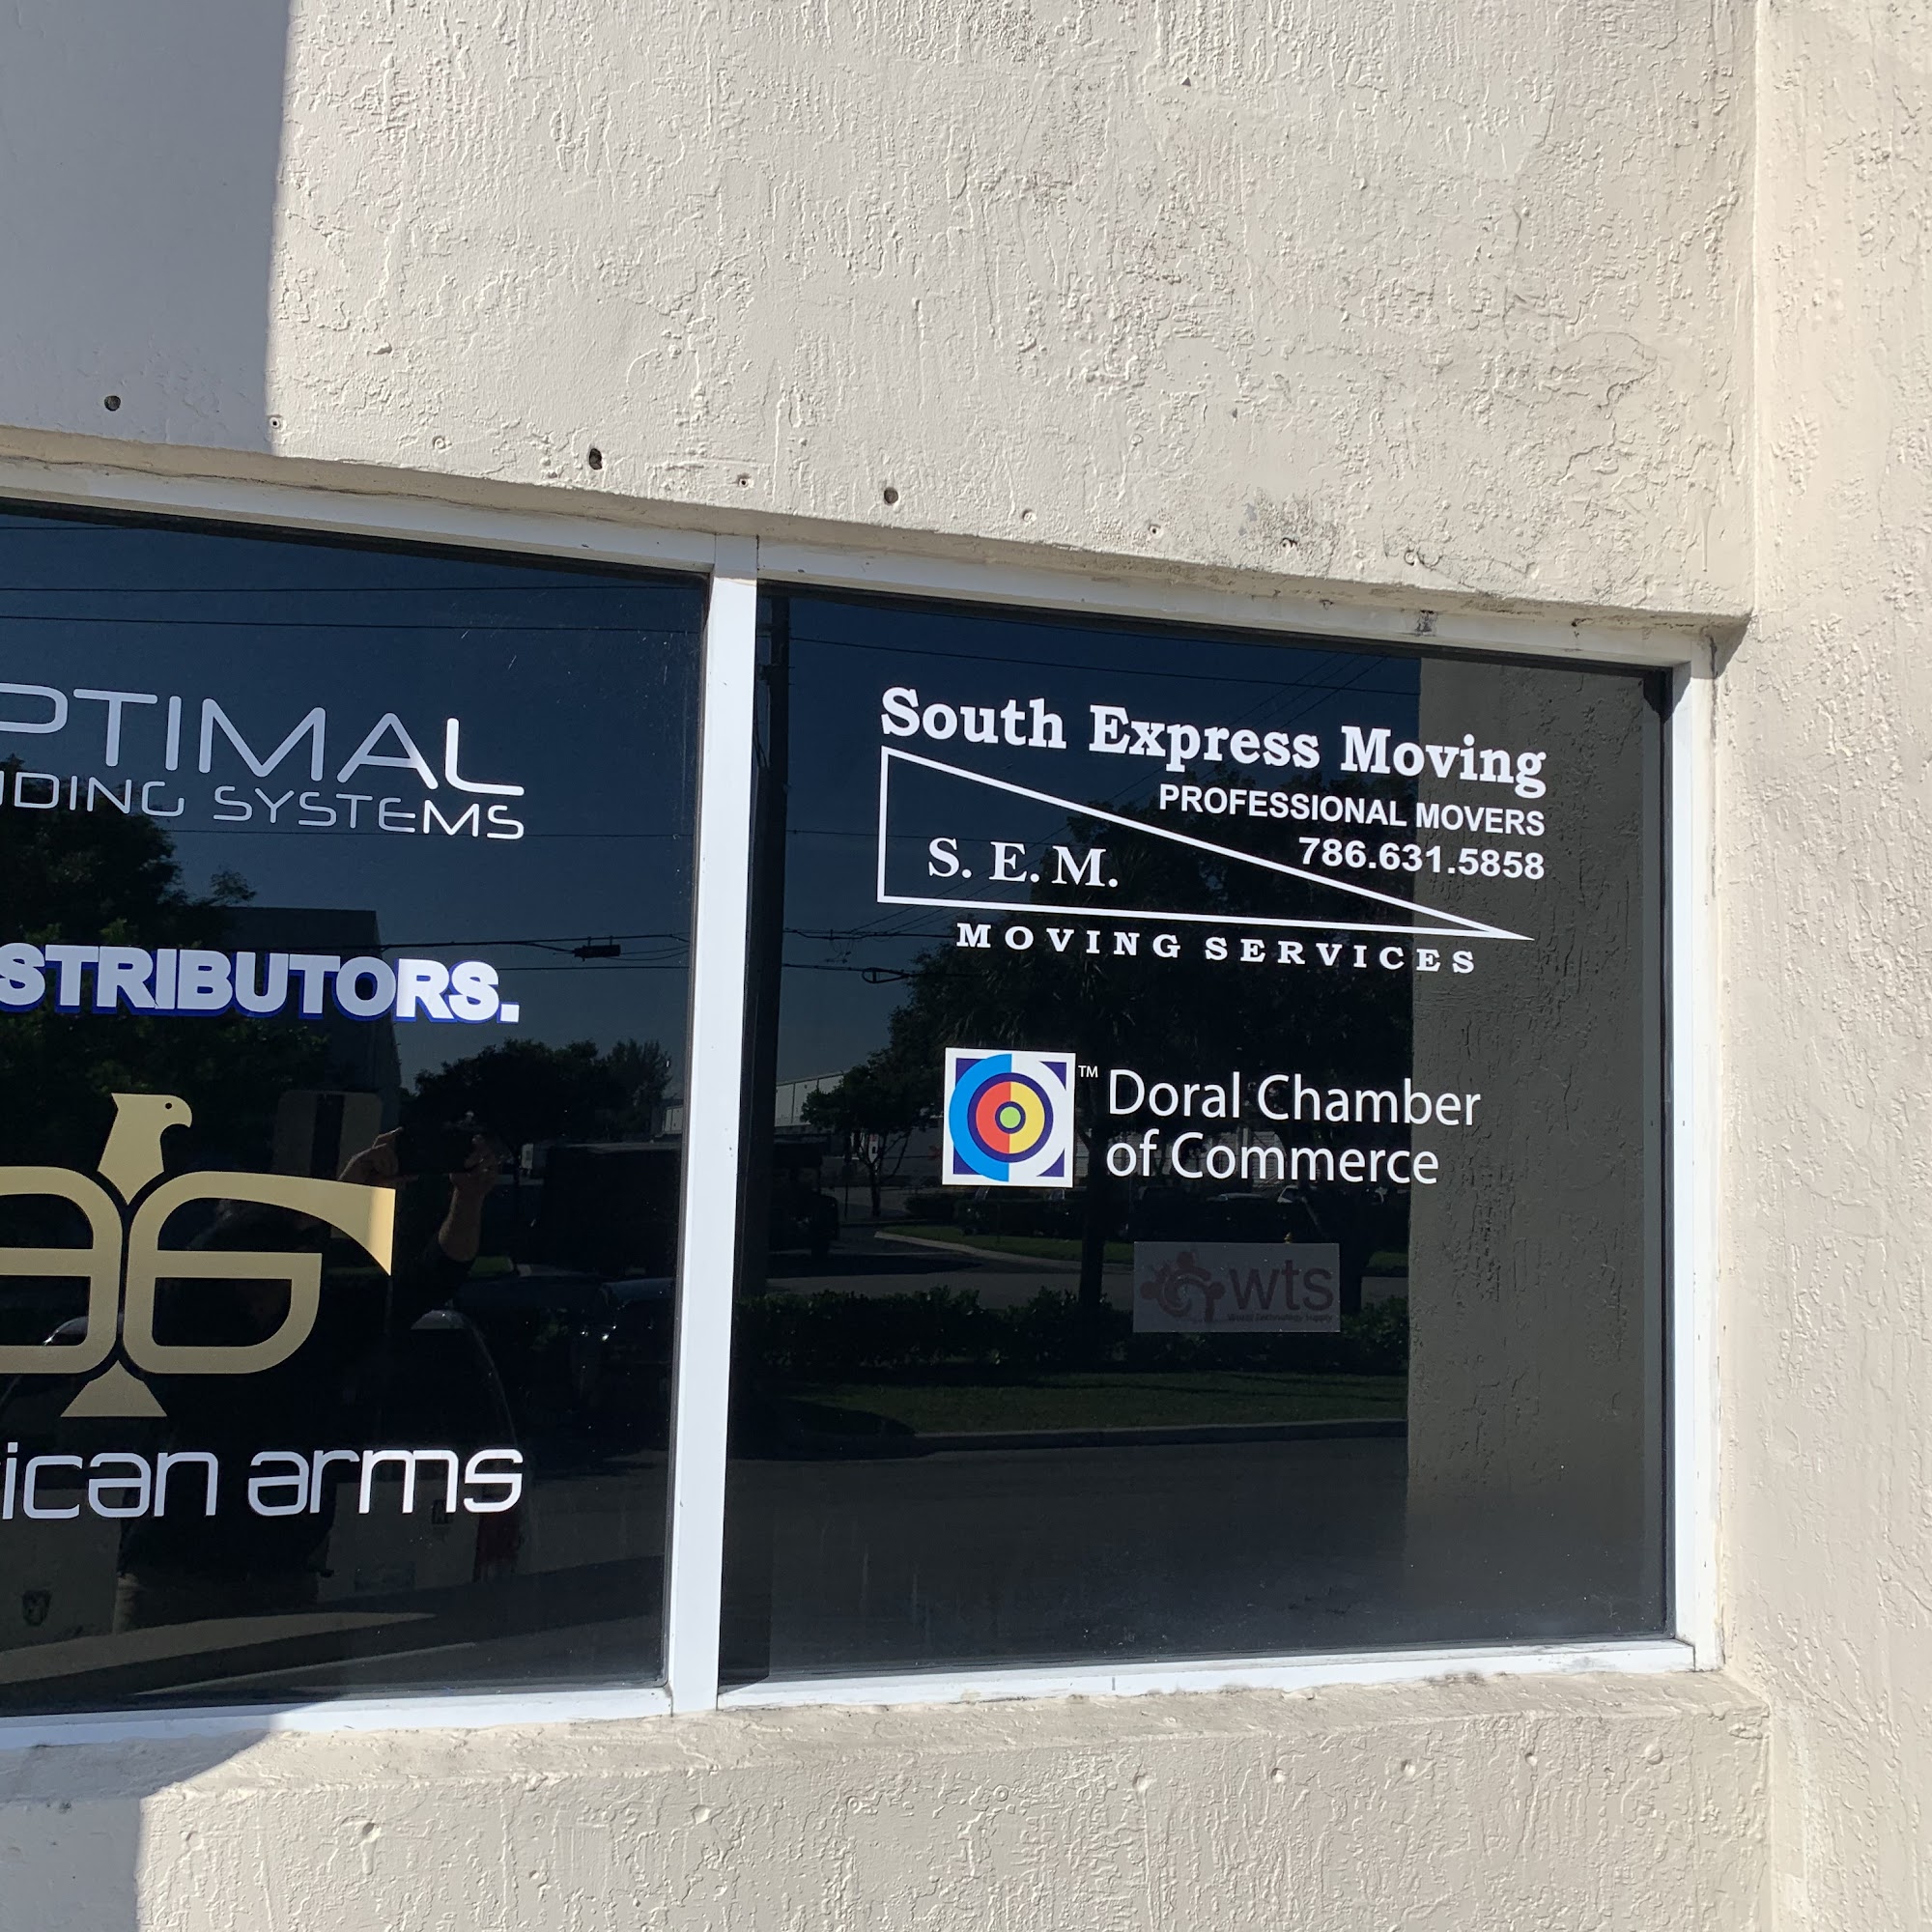 PTIMAL
DING SYSTEMS
STRIBUTORS.
ican arms
South Express Moving
PROFESSIONAL MOVERS
786.631.5858
S. E. M.
MOVING SERVICES
TM
Doral Chamber
of Commerce
wts